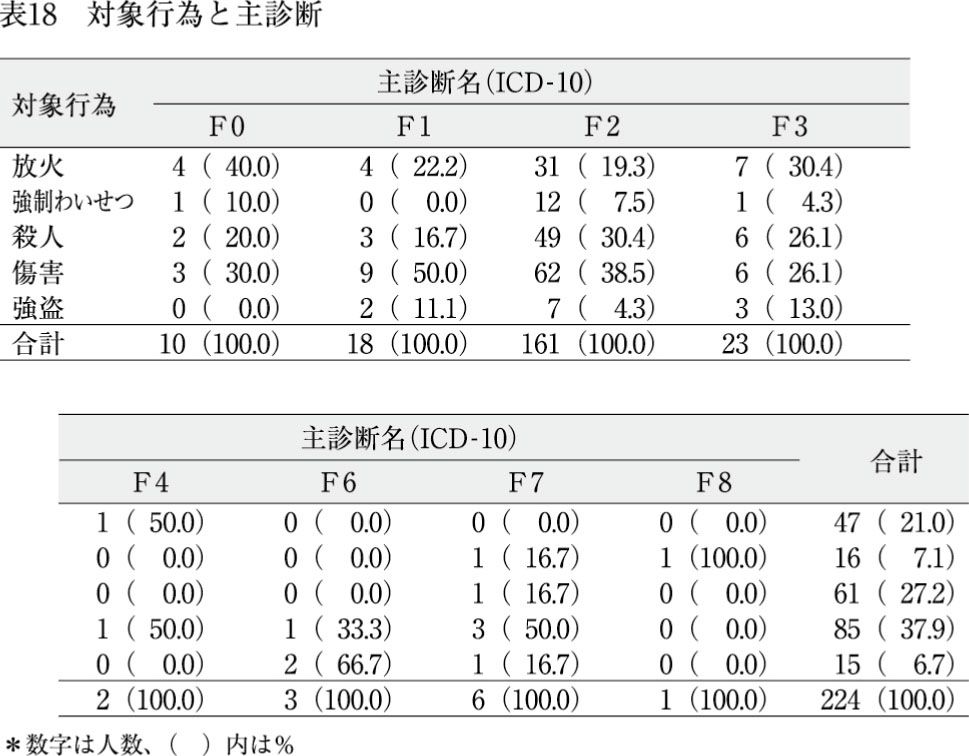 表18　対象行為と主診断
対象行為 主診断名(ICD-10)
F0 F1 F2 F3
放火 4 ( 40.0) 4 ( 22.2) 31 ( 19.3) 7 ( 30.4)
強制わいせつ 1 ( 10.0) 0 ( 0.0) 12 ( 7.5) 1 ( 4.3)
殺人 2 ( 20.0) 3 ( 16.7) 49 ( 30.4) 6 ( 26.1)
傷害 3 ( 30.0) 9 ( 50.0) 62 ( 38.5) 6 ( 26.1)
強盗 0 ( 0.0) 2 ( 11.1) 7 ( 4.3) 3 ( 13.0)
合計 10 (100.0) 18 (100.0) 161 (100.0) 23 (100.0)
主診断名(ICD-10) 合計
F4 F6 F7 F8
1 ( 50.0) 0 ( 0.0) 0 ( 0.0) 0 ( 0.0) 47 ( 21.0)
0 ( 0.0) 0 ( 0.0) 1 ( 16.7) 1 (100.0) 16 ( 7.1)
0 ( 0.0) 0 ( 0.0) 1 ( 16.7) 0 ( 0.0) 61 ( 27.2)
1 ( 50.0) 1 ( 33.3) 3 ( 50.0) 0 ( 0.0) 85 ( 37.9)
0 ( 0.0) 2 ( 66.7) 1 ( 16.7) 0 ( 0.0) 15 ( 6.7)
2 (100.0) 3 (100.0) 6 (100.0) 1 (100.0) 224 (100.0)
＊数字は人数、(　)内は%